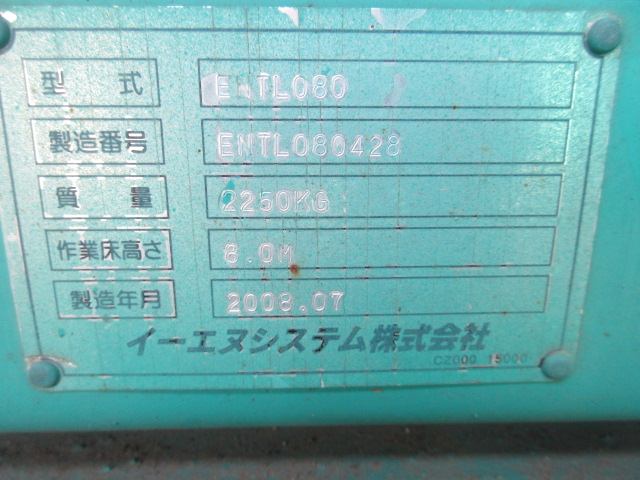 型式 ENTL080
製造番号 ENTL080428
質量 2250KG
作業床高さ 8.0M
製造年月 2008.07
イーエヌシステム株式会社
CZ000 15000